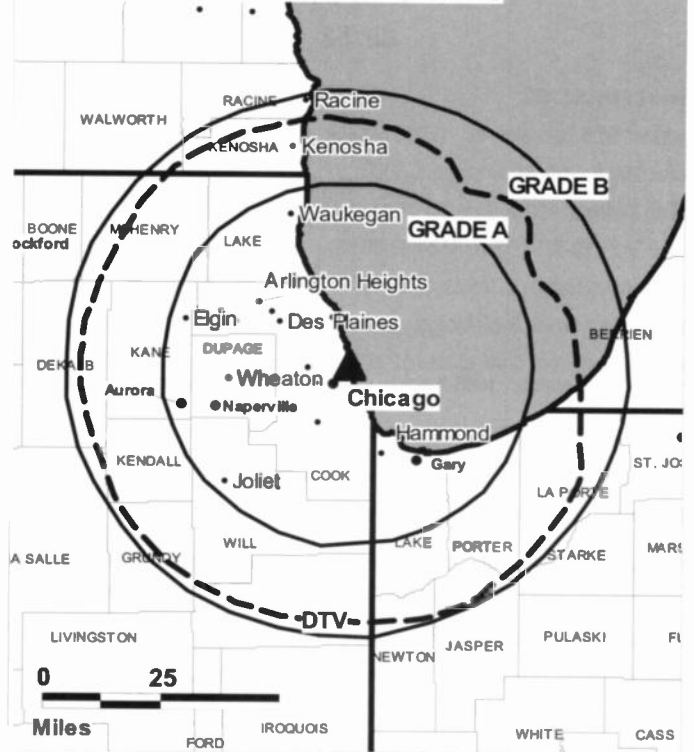 RACINE
Racine
WALWORTH
KENOSHA
Kenosha
GRADE B
Waukegan
BOONE
McHENRY
GRADE A
ockford
LAKE
Arlington Heights
Elgin
Des Plaines
BERRIEN
KANE
DUPAGE
DEKALB
Wheaton
Aurora
Chicago
Naperville
Hammond
KENDALL
Gary
ST. JOS
COOK
Joliet
LA PORTE
WILL
LAKE
PORTER
A SALLE
GRUNDY
STARKE
MARS
DTV
LIVINGSTON
PULASKI
FU
JASPER
NEWTON
0
25
Miles
IROQUOIS
FORD
WHITE
CASS